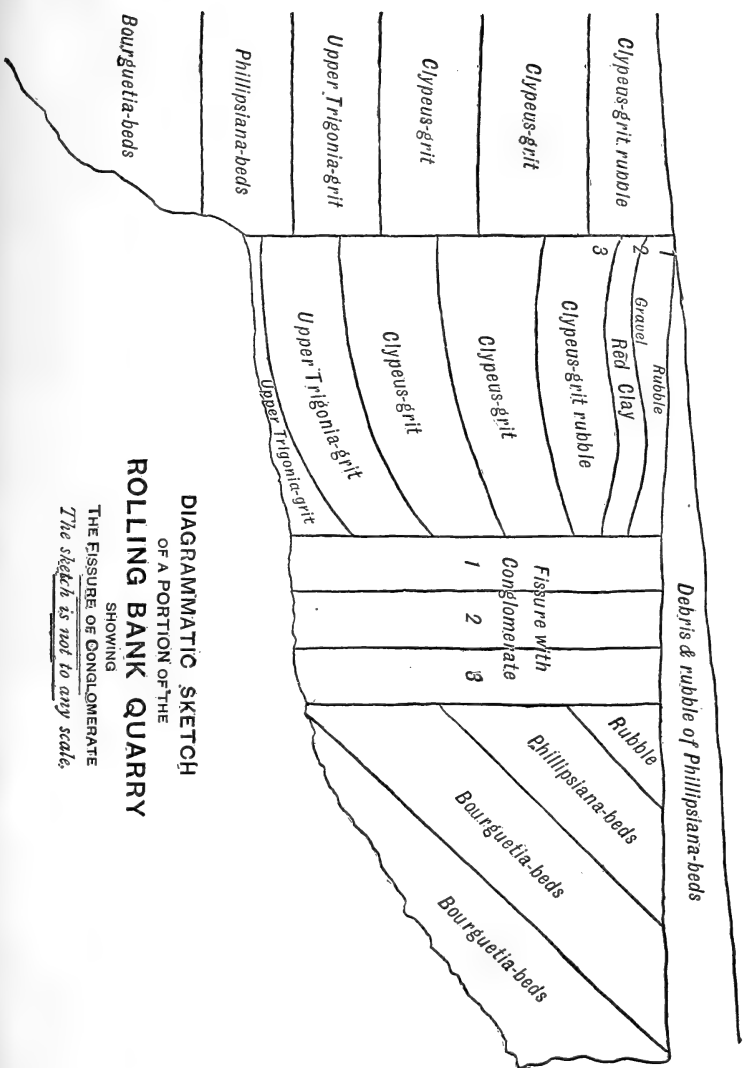 Debris & rubble of Phillipsiana-beds
Clypeus-grit rubble
Clypeus-grit
Clypeus-grit
Upper Trigonia-grit
Phillipsiana-beds
Bourguetia-beds
1
Rubble
2
Gravel
3
Red Clay
Clypeus-grit rubble
Clypeus-grit
Clypeus-grit
Upper Trigonia-grit
Upper Trigonia-grit
Fissure with
Conglomerate
1
2
3
Rubble
Phillipsiana-beds
Bourguetia-beds
Bourguetia-beds
DIAGRAMMATIC SKETCH
OF A PORTION OF THE
ROLLING BANK QUARRY
SHOWING
THE FISSURE OF CONGLOMERATE
The sketch is not to any scale.